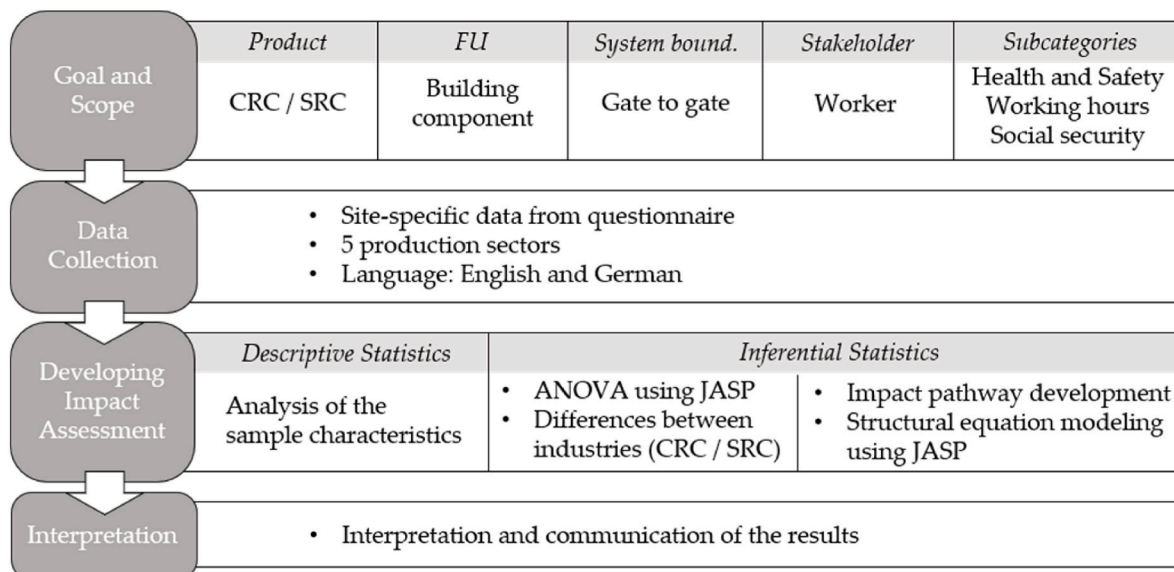 Goal and
Scope
Product
FU
System bound.
Stakeholder
Subcategories
CRC / SRC
Building
component
Gate to gate
Worker
Health and Safety
Working hours
Social security
Data
Collection
• Site-specific data from questionnaire
• 5 production sectors
• Language: English and German
Developing
Impact
Assessment
Descriptive Statistics
Inferential Statistics
Analysis of the
sample characteristics
• ANOVA using JASP
• Differences between
industries (CRC / SRC)
• Impact pathway development
• Structural equation modeling
using JASP
Interpretation
• Interpretation and communication of the results